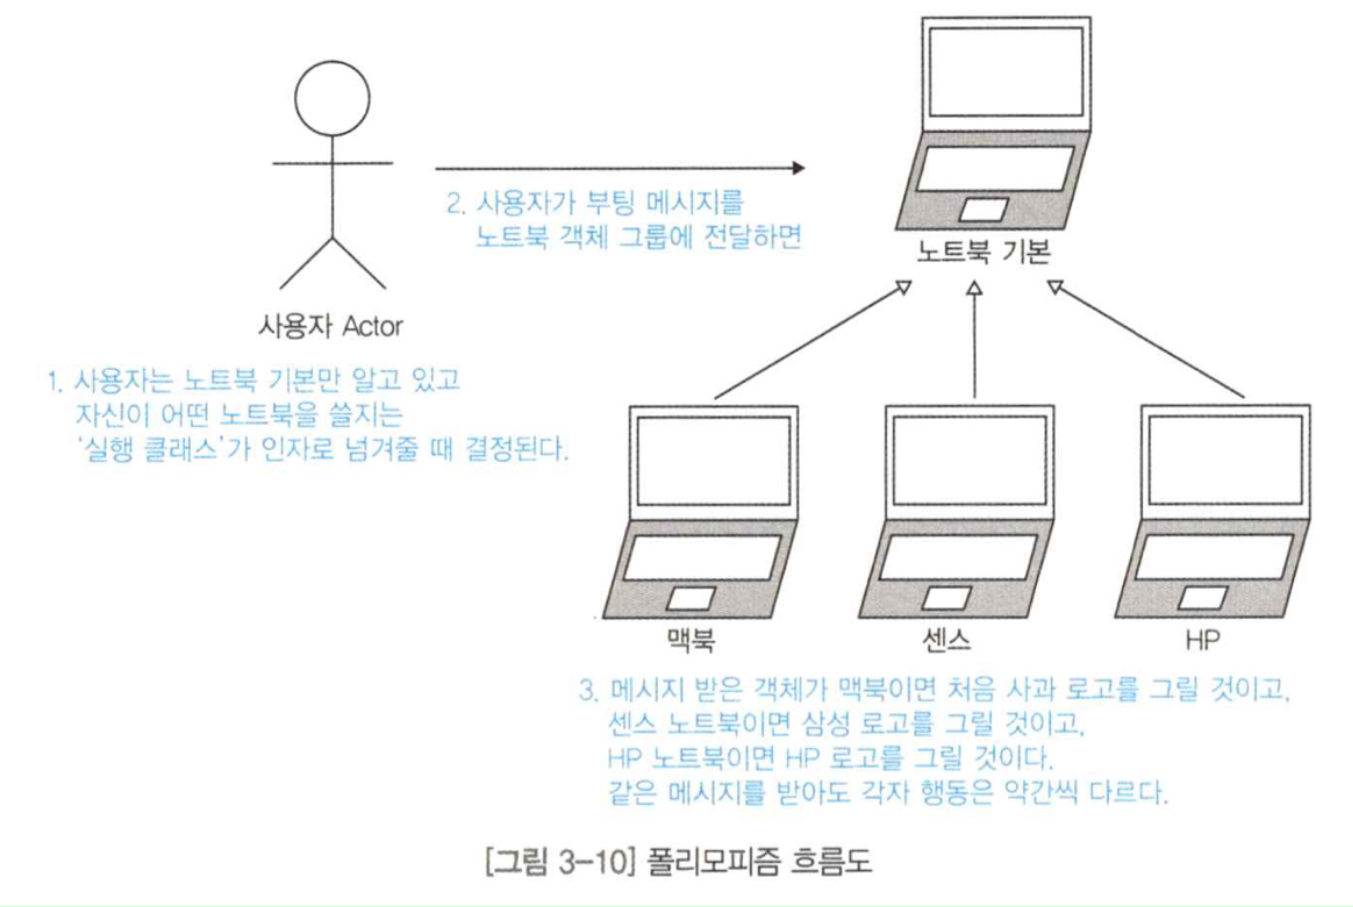 노트북 기본
2. 사용자가 부팅 메시지를
노트북 객체 그룹에 전달하면
사용자 Actor
1. 사용자는 노트북 기본만 알고 있고
자신이 어떤 노트북을 쓸지는
'실행 클래스'가 인자로 넘겨줄 때 결정된다.
맥북
센스
HP
3. 메시지 받은 객체가 맥북이면 처음 사과 로고를 그릴 것이고,
센스 노트북이면 삼성 로고를 그릴 것이고,
HP 노트북이면 HP 로고를 그릴 것이다.
같은 메시지를 받아도 각자 행동은 약간씩 다르다.
[그림 3-10] 폴리모피즘 흐름도